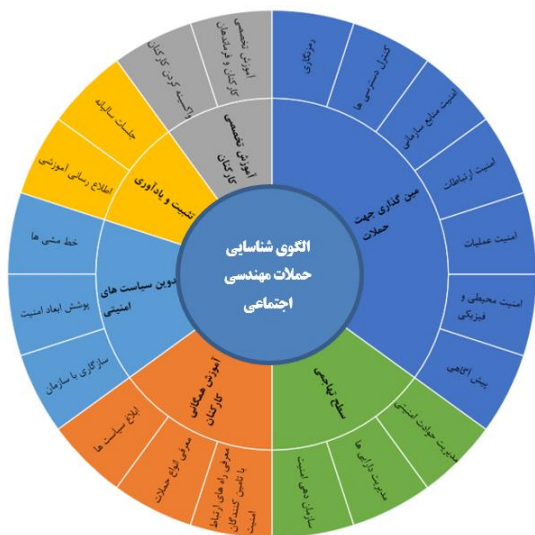 الگوی شناسایی
حملات مهندسی
اجتماعی
مین گذاری جهت
حملات
رمزنگاری
کنترل دسترسی ها
امنیت منابع سازمانی
امنیت ارتباطات
امنیت عملیات
امنیت محیطی و
فیزیکی
پیش آگاهی
سطح تهاجمی
مدیریت حوادث امنیتی
مدیریت دارایی ها
سازمان دهی امنیت
آموزش همگانی
کارکنان
معرفی راه های ارتباط
با تامین کنندگان
امنیت
معرفی انواع حملات
ابلاغ سیاست ها
دوین سیاست های
امنیتی
سازگاری با سازمان
پوشش ابعاد امنیت
خط مشی ها
تثبیت و یادآوری
اطلاع رسانی آموزشی
جلسات سالیانه
آموزش تخصصی
کارکنان
واکسینه کردن کارکنان
آموزش تخصصی
کارکنان و فرماندهان